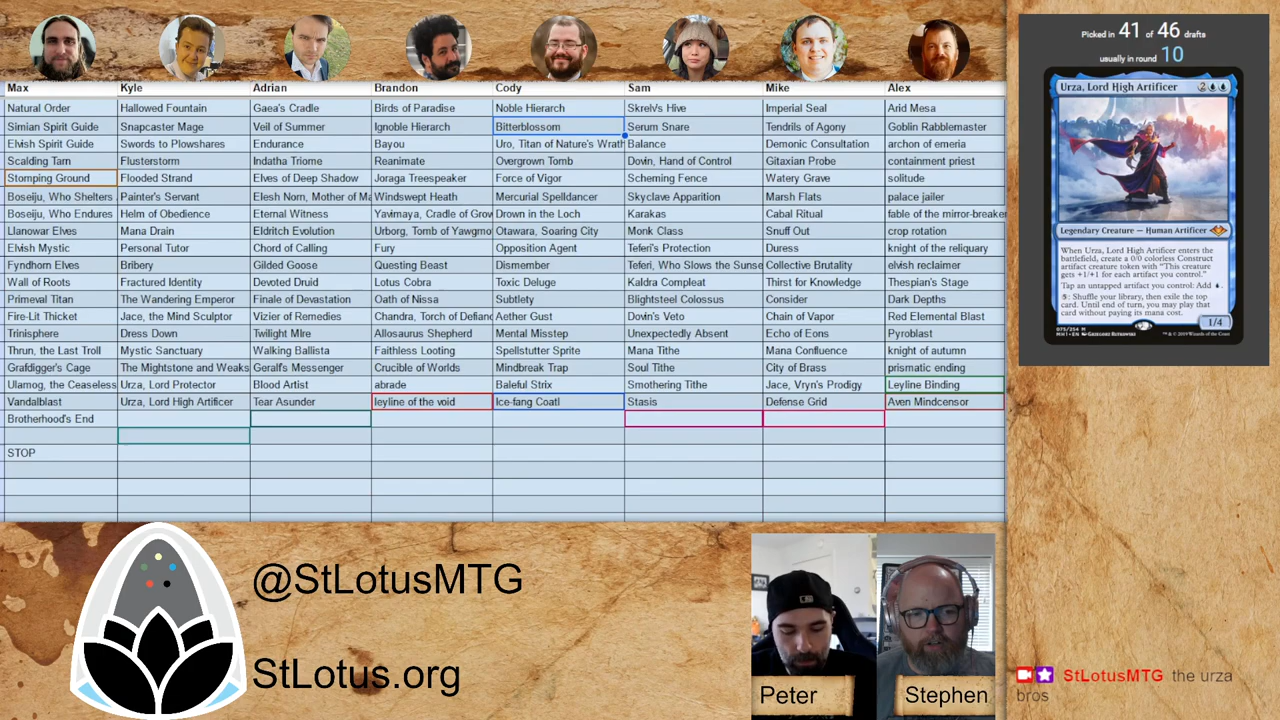 Max Kyle Adrian Brandon Cody Sam Mike Alex
Natural Order Hallowed Fountain Gaea's Cradle Birds of Paradise Noble Hierarch Skrelv's Hive Imperial Seal Arid Mesa
Simian Spirit Guide Snapcaster Mage Veil of Summer Ignoble Hierarch Bitterblossom Serum Snare Tendrils of Agony Goblin Rabblemaster
Elvish Spirit Guide Swords to Plowshares Endurance Bayou Uro, Titan of Nature's Wrath Balance Demonic Consultation archon of emeria
Scalding Tarn Flusterstorm Indatha Triome Reanimate Overgrown Tomb Dovin, Hand of Control Gitaxian Probe containment priest
Stomping Ground Flooded Strand Elves of Deep Shadow Joraga Treespeaker Force of Vigor Scheming Fence Watery Grave solitude
Boseiju, Who Shelters Painter's Servant Elesh Norn, Mother of Ma Windswept Heath Mercurial Spelldancer Skyclave Apparition Marsh Flats palace jailer
Boseiju, Who Endures Helm of Obedience Eternal Witness Yavimaya, Cradle of Grow Drown in the Loch Karakas Cabal Ritual fable of the mirror-breaker
Llanowar Elves Mana Drain Eldritch Evolution Urborg, Tomb of Yawgmo Otawara, Soaring City Monk Class Snuff Out crop rotation
Elvish Mystic Personal Tutor Chord of Calling Fury Opposition Agent Teferi's Protection Duress knight of the reliquary
Fyndhorn Elves Bribery Gilded Goose Questing Beast Dismember Teferi, Who Slows the Sunse Collective Brutality elvish reclaimer
Wall of Roots Fractured Identity Devoted Druid Lotus Cobra Toxic Deluge Kaldra Compleat Thirst for Knowledge Thespian's Stage
Primeval Titan The Wandering Emperor Finale of Devastation Oath of Nissa Subtlety Blightsteel Colossus Consider Dark Depths
Fire-Lit Thicket Jace, the Mind Sculptor Vizier of Remedies Chandra, Torch of Defianc Aether Gust Dovin's Veto Chain of Vapor Red Elemental Blast
Trinisphere Dress Down Twilight MIre Allosaurus Shepherd Mental Misstep Unexpectedly Absent Echo of Eons Pyroblast
Thrun, the Last Troll Mystic Sanctuary Walking Ballista Faithless Looting Spellstutter Sprite Mana Tithe Mana Confluence knight of autumn
Grafdigger's Cage The Mightstone and Weaks Geralf's Messenger Crucible of Worlds Mindbreak Trap Soul Tithe City of Brass prismatic ending
Ulamog, the Ceaseless Urza, Lord Protector Blood Artist abrade Baleful Strix Smothering Tithe Jace, Vryn's Prodigy Leyline Binding
Vandalblast Urza, Lord High Artificer Tear Asunder leyline of the void Ice-fang Coatl Stasis Defense Grid Aven Mindcensor
Brotherhood's End
STOP
Picked in 41 of 46 drafts
usually in round 10
Urza, Lord High Artificer 2
Legendary Creature — Human Artificer
When Urza, Lord High Artificer enters the
battlefield, create a 0/0 colorless Construct
artifact creature token with "This creature
gets +1/+1 for each artifact you control."
Tap an untapped artifact you control: Add
5: Shuffle your library, then exile the top
card. Until end of turn, you may play that
card without paying its mana cost.
1/4
@StLotusMTG
StLotus.org
Peter
Stephen
StLotusMTG the urza
bros